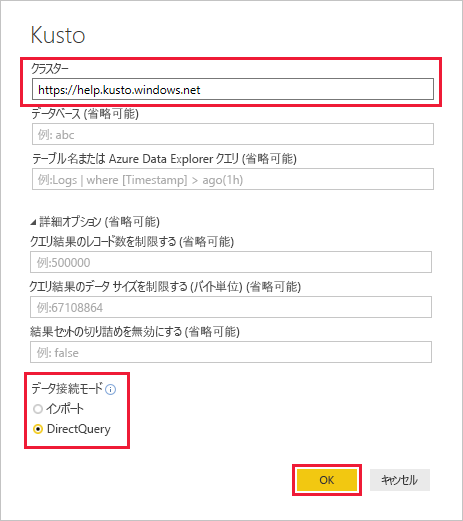 Kusto
クラスター
https://help.kusto.windows.net
データベース (省略可能)
例: abc
テーブル名または Azure Data Explorer クエリ (省略可能)
例:Logs | where [Timestamp] > ago(1h)
詳細オプション (省略可能)
クエリ結果のレコード数を制限する (省略可能)
例:500000
クエリ結果のデータ サイズを制限する (バイト単位) (省略可能)
例:67108864
結果セットの切り詰めを無効にする (省略可能)
例: false
データ接続モード
インポート
DirectQuery
OK キャンセル